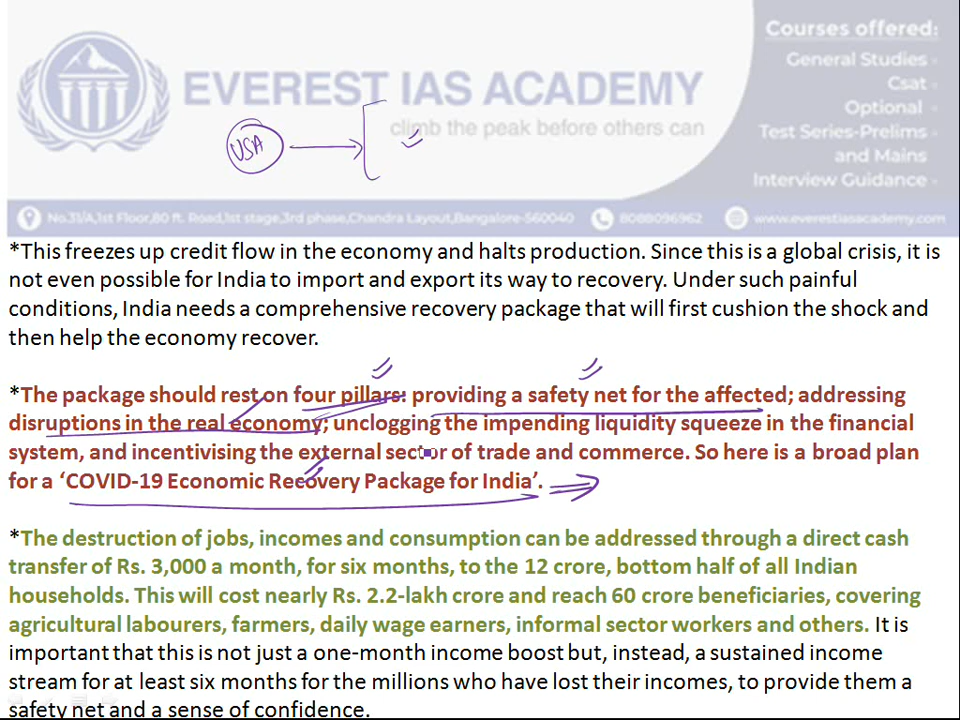 Courses offered:
General Studies -
Csat -
Optional -
Test Series-Prelims -
and Mains
Interview Guidance -
EVEREST IAS ACADEMY
climb the peak before others can
USA
No.31/A,1st Floor,80 ft. Road,1st stage,3rd phase,Chandra Layout,Bangalore-560040
8088096962
www.everestiasacademy.com
*This freezes up credit flow in the economy and halts production. Since this is a global crisis, it is
not even possible for India to import and export its way to recovery. Under such painful
conditions, India needs a comprehensive recovery package that will first cushion the shock and
then help the economy recover.
*The package should rest on four pillars: providing a safety net for the affected; addressing
disruptions in the real economy; unclogging the impending liquidity squeeze in the financial
system, and incentivising the external sector of trade and commerce. So here is a broad plan
for a ‘COVID-19 Economic Recovery Package for India’.
*The destruction of jobs, incomes and consumption can be addressed through a direct cash
transfer of Rs. 3,000 a month, for six months, to the 12 crore, bottom half of all Indian
households. This will cost nearly Rs. 2.2-lakh crore and reach 60 crore beneficiaries, covering
agricultural labourers, farmers, daily wage earners, informal sector workers and others. It is
important that this is not just a one-month income boost but, instead, a sustained income
stream for at least six months for the millions who have lost their incomes, to provide them a
safety net and a sense of confidence.